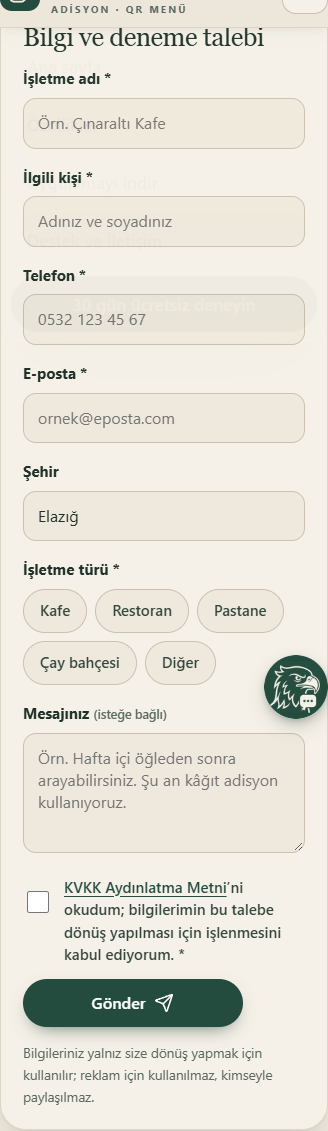 ADİSYON · QR MENÜ
Bilgi ve deneme talebi
İşletme adı *
Örn. Çınaraltı Kafe
İlgili kişi *
Adınız ve soyadınız
Telefon *
30 gün ücretsiz deneyin
0532 123 45 67
E-posta *
ornek@eposta.com
Şehir
Elazığ
İşletme türü *
Kafe Restoran Pastane
Çay bahçesi Diğer
Mesajınız (isteğe bağlı)
Örn. Hafta içi öğleden sonra
arayabilirsiniz. Şu an kâğıt adisyon
kullanıyoruz.
KVKK Aydınlatma Metni'ni
okudum; bilgilerimin bu talebe
dönüş yapılması için işlenmesini
kabul ediyorum. *
Gönder
Bilgileriniz yalnız size dönüş yapmak için
kullanılır; reklam için kullanılmaz, kimseyle
paylaşılmaz.